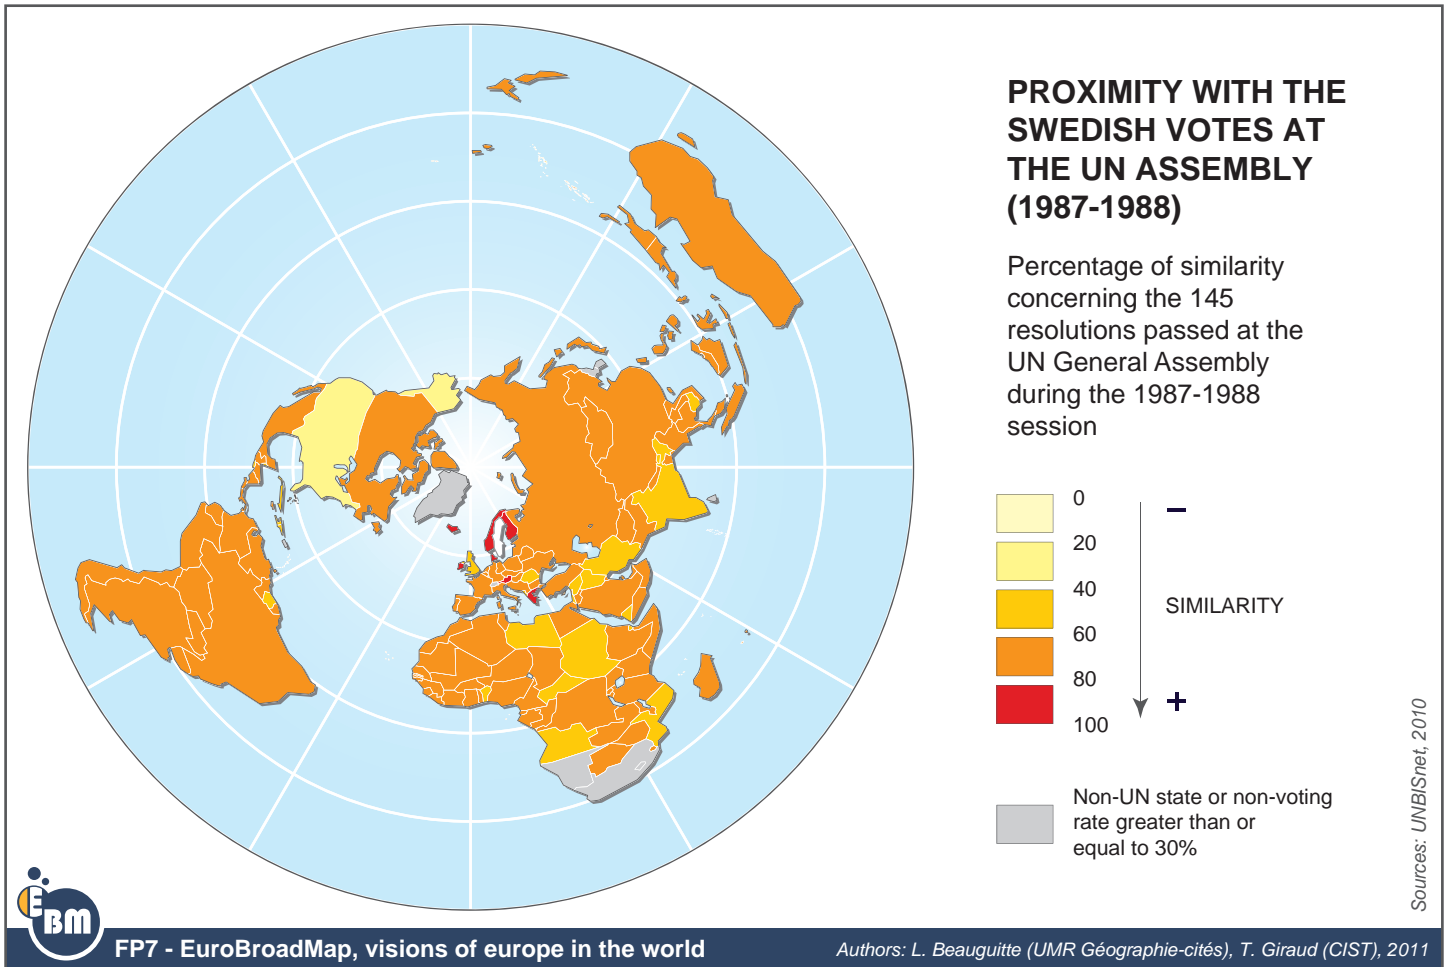 PROXIMITY WITH THE
SWEDISH VOTES AT
THE UN ASSEMBLY
(1987-1988)
Percentage of similarity
concerning the 145
resolutions passed at the
UN General Assembly
during the 1987-1988
session
0
20
40
60
80
100
−
SIMILARITY
+
Non-UN state or non-voting
rate greater than or
equal to 30%
Sources: UNBISnet, 2010
EBM
FP7 - EuroBroadMap, visions of europe in the world
Authors: L. Beauguitte (UMR Géographie-cités), T. Giraud (CIST), 2011